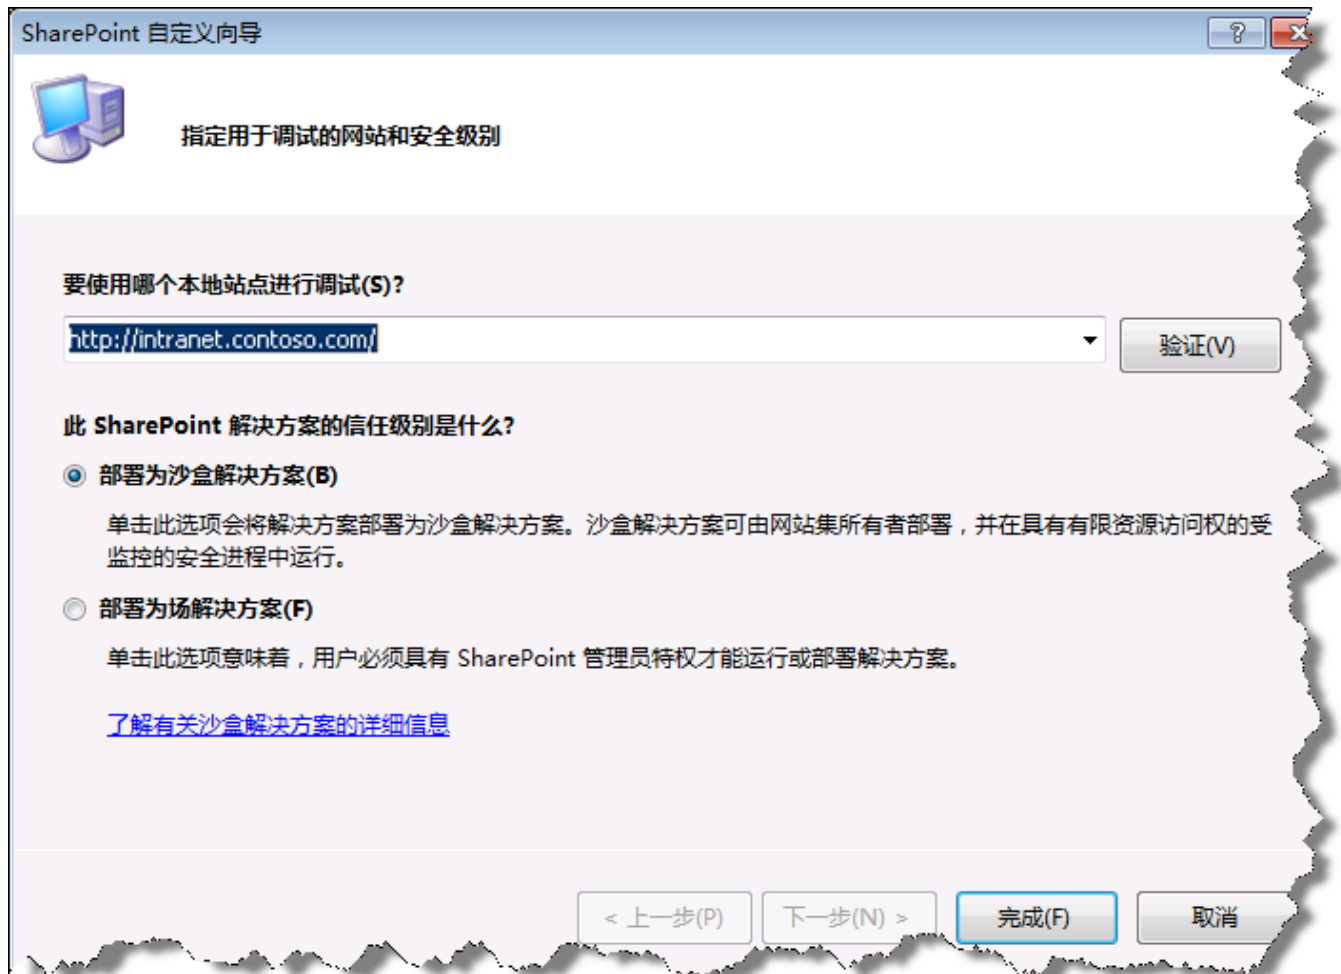 SharePoint 自定义向导
指定用于调试的网站和安全级别
要使用哪个本地站点进行调试(S)?
http://intranet.contoso.com/
验证(V)
此 SharePoint 解决方案的信任级别是什么?
部署为沙盒解决方案(B)
单击此选项会将解决方案部署为沙盒解决方案。沙盒解决方案可由网站集所有者部署，并在具有有限资源访问权的受
监控的安全进程中运行。
部署为场解决方案(F)
单击此选项意味着，用户必须具有 SharePoint 管理员特权才能运行或部署解决方案。
了解有关沙盒解决方案的详细信息
< 上一步(P) 下一步(N) > 完成(F) 取消